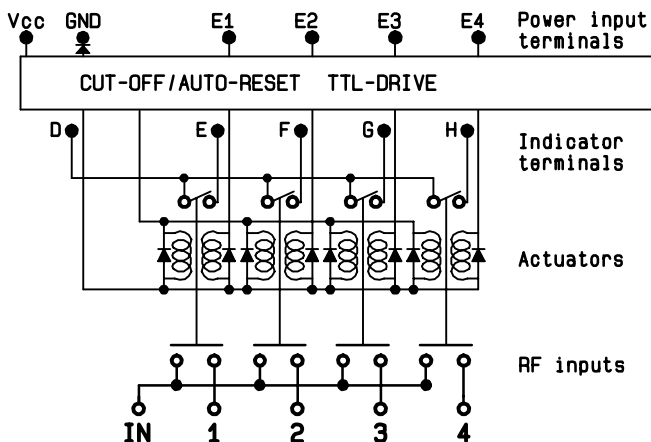 Vcc GND E1 E2 E3 E4 Power input
terminals
CUT-OFF/AUTO-RESET TTL-DRIVE
D E F G H Indicator
terminals
Actuators
RF inputs
IN 1 2 3 4